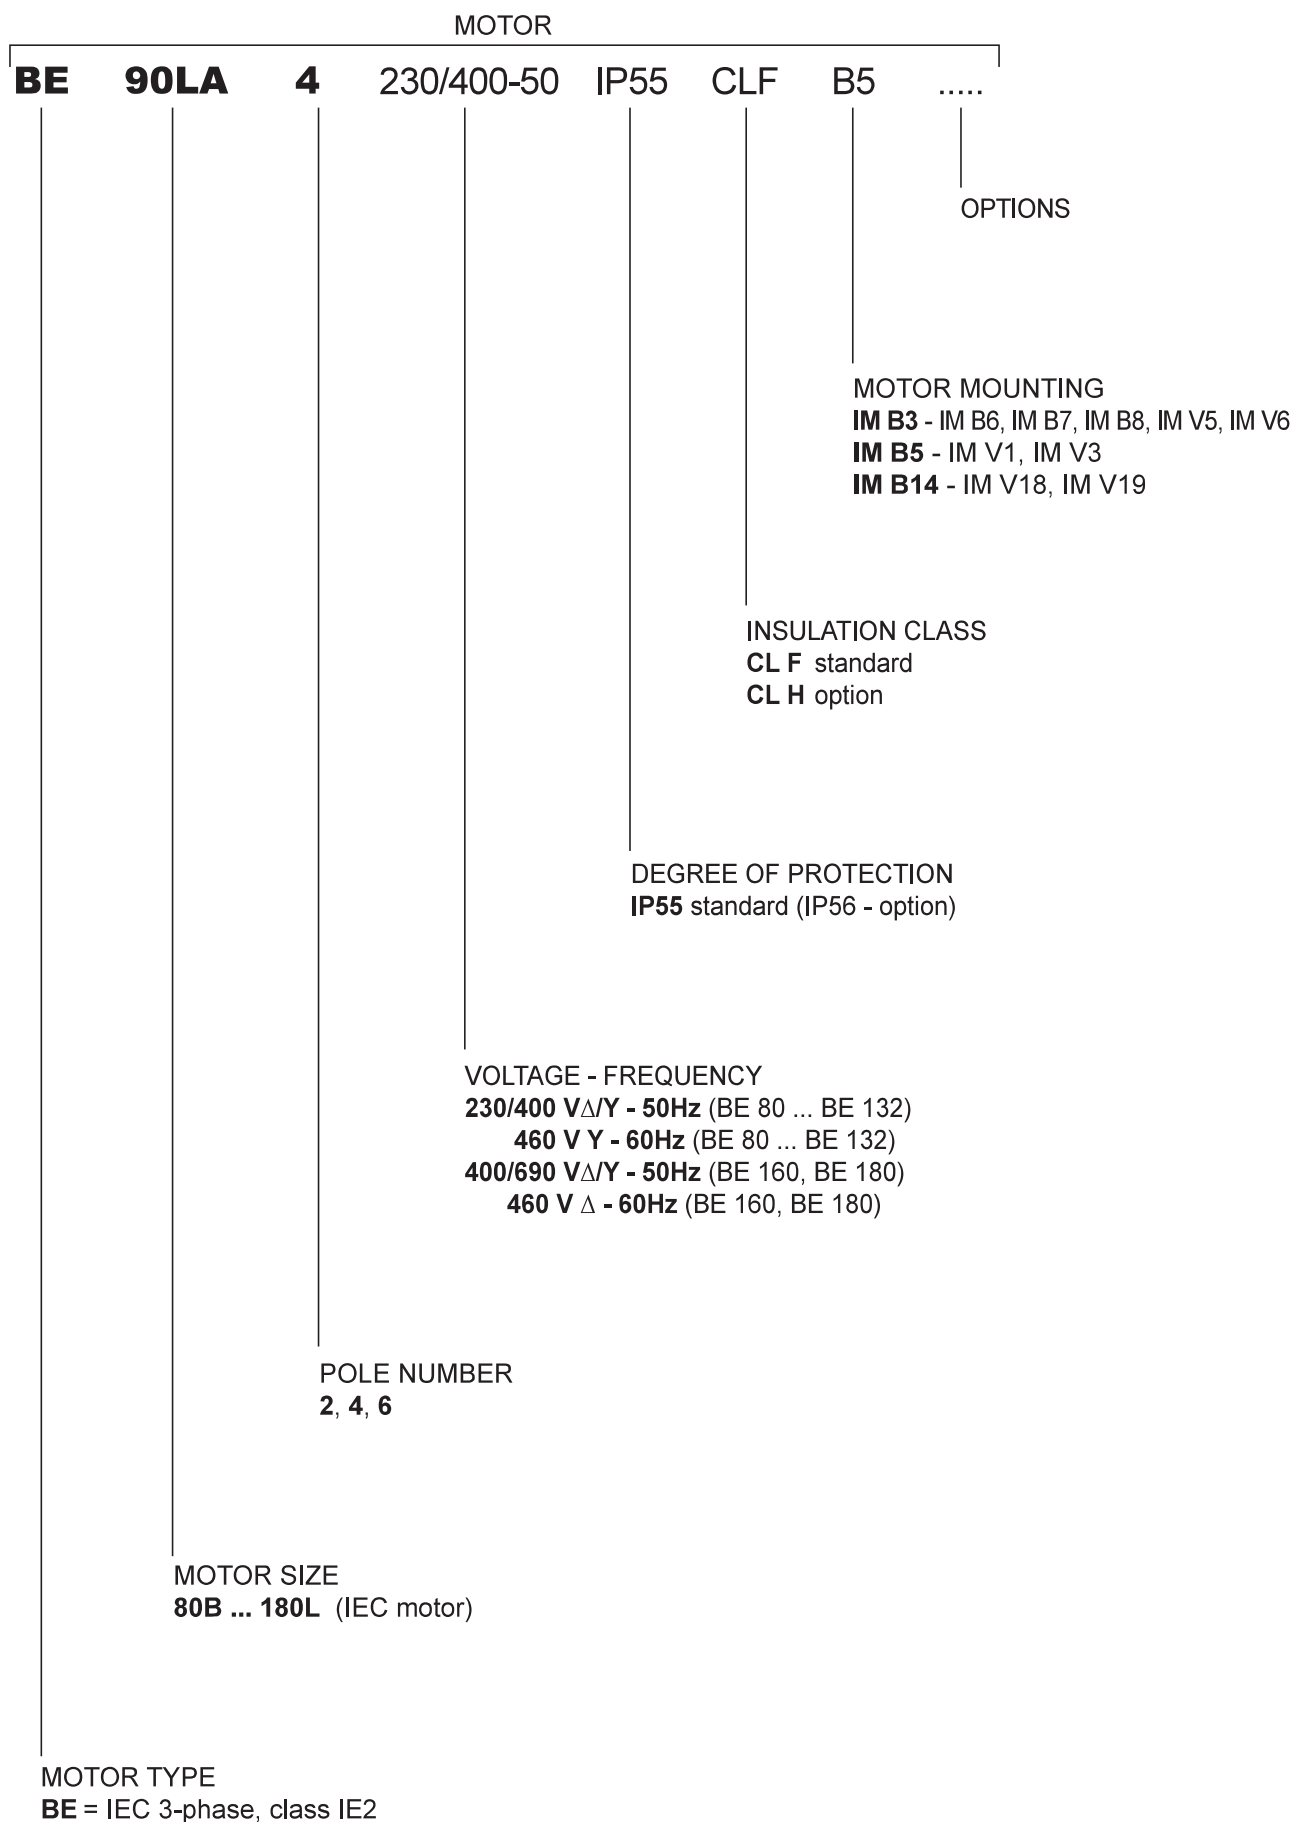 MOTOR
BE 90LA 4 230/400-50 IP55 CLF B5 .....
OPTIONS
MOTOR MOUNTING
IM B3 - IM B6, IM B7, IM B8, IM V5, IM V6
IM B5 - IM V1, IM V3
IM B14 - IM V18, IM V19
INSULATION CLASS
CL F standard
CL H option
DEGREE OF PROTECTION
IP55 standard (IP56 - option)
VOLTAGE - FREQUENCY
230/400 VΔ/Y - 50Hz (BE 80 ... BE 132)
460 V Y - 60Hz (BE 80 ... BE 132)
400/690 VΔ/Y - 50Hz (BE 160, BE 180)
460 V Δ - 60Hz (BE 160, BE 180)
POLE NUMBER
2, 4, 6
MOTOR SIZE
80B ... 180L (IEC motor)
MOTOR TYPE
BE = IEC 3-phase, class IE2